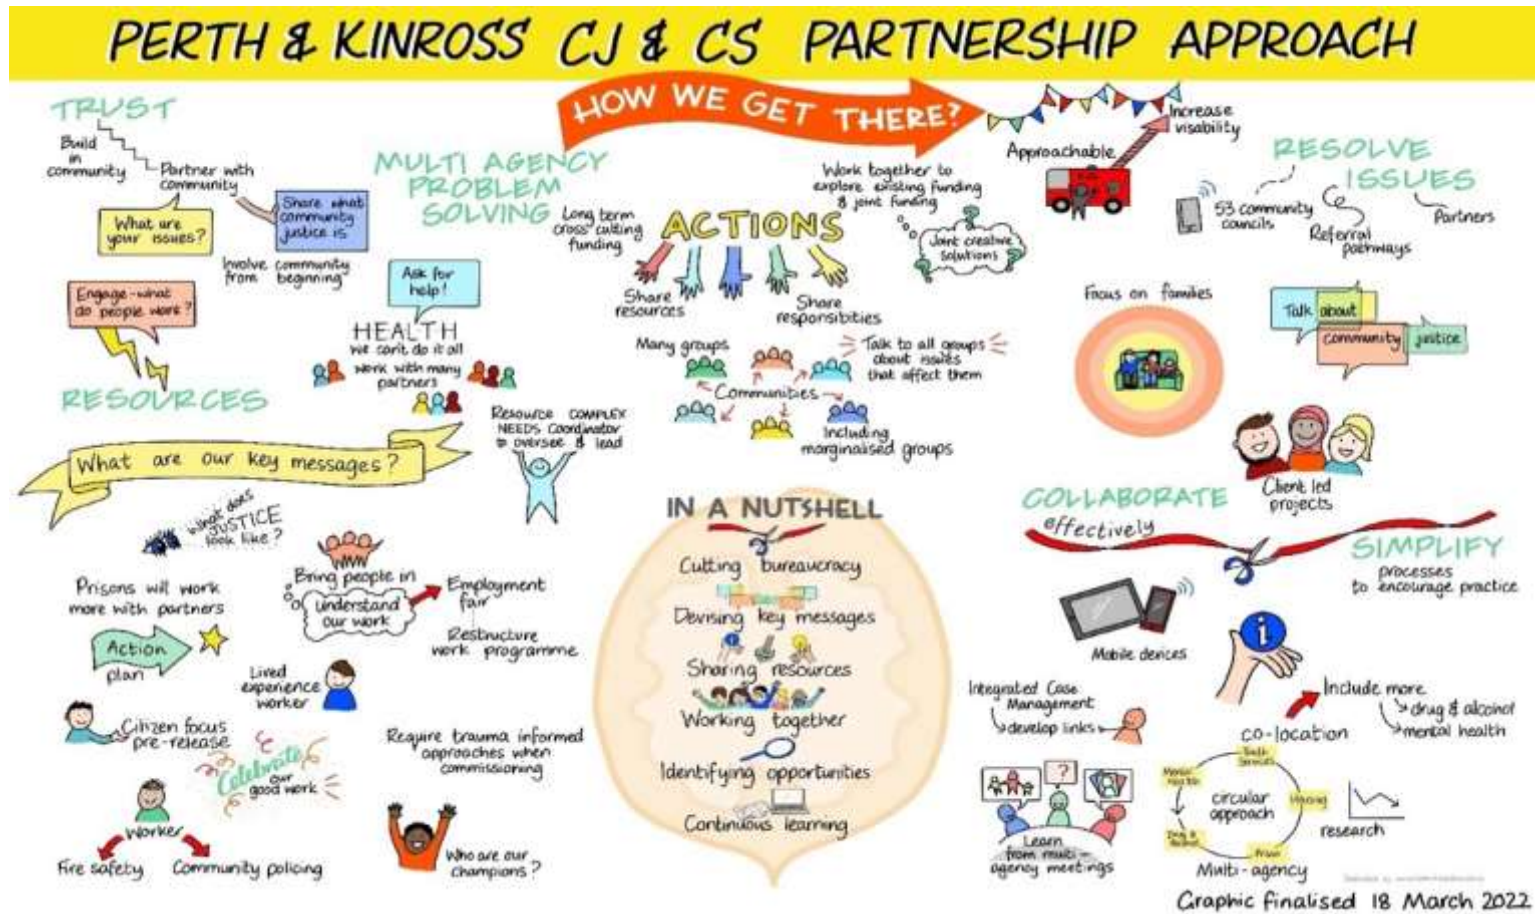 PERTH & KINROSS CJ & CS PARTNERSHIP APPROACH
HOW WE GET THERE?
TRUST
Build
in
community
Partner with
community
What are
your issues?
Share what
community
justice is
Involve community
from beginning
Engage - what
do people want?
RESOURCES
MULTI AGENCY
PROBLEM
SOLVING
Ask for
help!
HEALTH
We can't do it all
work with many
partners
Resource COMPLEX
NEEDS Coordinator
to oversee & lead
Long term
cross cutting
funding
ACTIONS
Share
resources
Share
responsibities
Work together to
explore existing funding
& joint funding
Joint creative
solutions
Many groups
Communities
Talk to all groups
about issues
that affect them
Including
marginalised groups
Approachable
Increase
visability
RESOLVE
ISSUES
53 community
councils
Referral
pathways
Partners
Focus on families
Talk about
community justice
Client led
projects
What are our key messages?
What does
JUSTICE
look like?
Prisons will work
more with partners
Action
plan
Bring people in
understand
our work
Employment
fair
Restructure
work programme
Lived
experience
worker
Citizen focus
pre-release
Celebrate
our
good work
Worker
Fire safety
Community policing
Require trauma informed
approaches when
commissioning
Who are our
champions?
IN A NUTSHELL
Cutting bureaucracy
Devising key messages
Sharing resources
Working together
Identifying opportunities
Continuous learning
COLLABORATE
effectively
SIMPLIFY
processes
to encourage practice
Mobile devices
i
Integrated Case
Management
develop links
Include more
drug & alcohol
mental health
co-location
?
Learn
from multi-
agency meetings
circular
approach
Housing
Multi-agency
research
Graphic finalised 18 March 2022